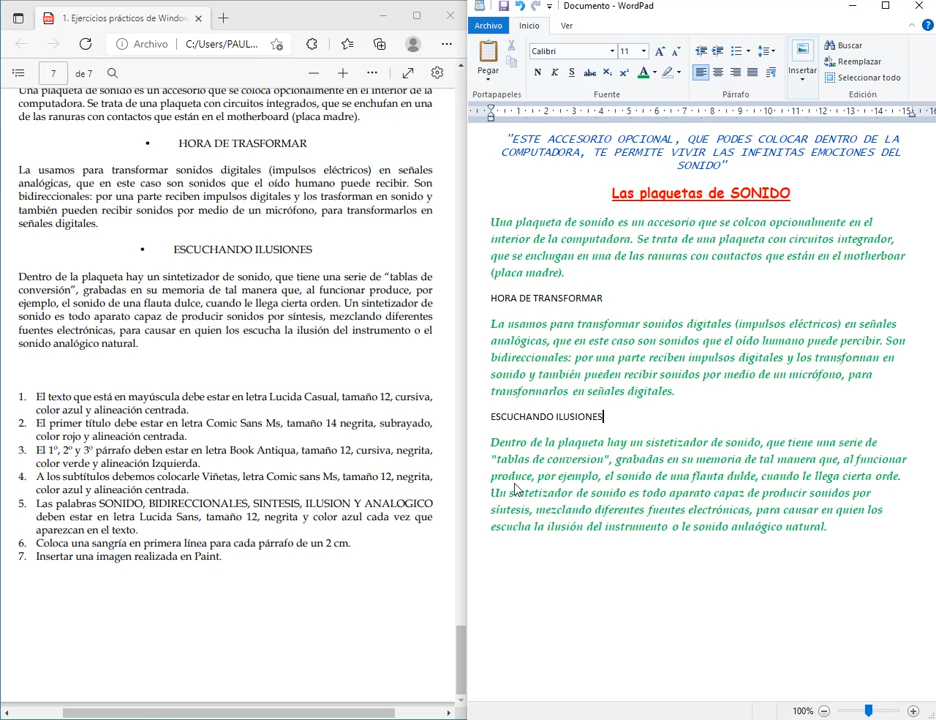 1. Ejercicios prácticos de Window
Archivo
C:/Users/PAUL...
7
de 7
Una plaqueta de sonido es un accesorio que se coloca opcionalmente en el interior de la
computadora. Se trata de una plaqueta con circuitos integrados, que se enchufan en una
de las ranuras con contactos que están en el motherboard (placa madre).
• HORA DE TRASFORMAR
La usamos para transformar sonidos digitales (impulsos eléctricos) en señales
analógicas, que en este caso son sonidos que el oído humano puede recibir. Son
bidireccionales: por una parte reciben impulsos digitales y los trasforman en sonido y
también pueden recibir sonidos por medio de un micrófono, para transformarlos en
señales digitales.
• ESCUCHANDO ILUSIONES
Dentro de la plaqueta hay un sintetizador de sonido, que tiene una serie de “tablas de
conversión”, grabadas en su memoria de tal manera que, al funcionar produce, por
ejemplo, el sonido de una flauta dulce, cuando le llega cierta orden. Un sintetizador de
sonido es todo aparato capaz de producir sonidos por síntesis, mezclando diferentes
fuentes electrónicas, para causar en quien los escucha la ilusión del instrumento o el
sonido analógico natural.
1. El texto que está en mayúscula debe estar en letra Lucida Casual, tamaño 12, cursiva,
color azul y alineación centrada.
2. El primer título debe estar en letra Comic Sans Ms, tamaño 14 negrita, subrayado,
color rojo y alineación centrada.
3. El 1º, 2º y 3º párrafo deben estar en letra Book Antiqua, tamaño 12, cursiva, negrita,
color verde y alineación Izquierda.
4. A los subtítulos debemos colocarle Viñetas, letra Comic sans Ms, tamaño 12, negrita,
color azul y alineación centrada.
5. Las palabras SONIDO, BIDIRECCIONALES, SINTESIS, ILUSION Y ANALOGICO
deben estar en letra Lucida Sans, tamaño 12, negrita y color azul cada vez que
aparezcan en el texto.
6. Coloca una sangría en primera línea para cada párrafo de un 2 cm.
7. Insertar una imagen realizada en Paint.
Documento - WordPad
Archivo
Inicio
Ver
Pegar
Portapapeles
Calibri
11
N K S abc X₂ X² A
Fuente
Párrafo
Insertar
Buscar
Reemplazar
Seleccionar todo
Edición
1 1 2 3 4 5 6 7 8 9 10 11 12 13 14 15 16
"ESTE ACCESORIO OPCIONAL, QUE PODES COLOCAR DENTRO DE LA
COMPUTADORA, TE PERMITE VIVIR LAS INFINITAS EMOCIONES DEL
SONIDO"
Las plaquetas de SONIDO
Una plaqueta de sonido es un accesorio que se colcoa opcionalmente en el
interior de la computadora. Se trata de una plaqueta con circuitos integrador,
que se enchugan en una de las ranuras con contactos que están en el motherboar
(placa madre).
HORA DE TRANSFORMAR
La usamos para transformar sonidos digitales (impulsos eléctricos) en señales
analógicas, que en este caso son sonidos que el oído humano puede percibir. Son
bidireccionales: por una parte reciben impulsos digitales y los transforman en
sonido y también pueden recibir sonidos por medio de un micrófono, para
transformarlos en señales digitales.
ESCUCHANDO ILUSIONES
Dentro de la plaqueta hay un sistetizador de sonido, que tiene una serie de
"tablas de conversion", grabadas en su memoria de tal manera que, al funcionar
produce, por ejemplo, el sonido de una flauta dulde, cuando le llega cierta orde.
Un sintetizador de sonido es todo aparato capaz de producir sonidos por
síntesis, mezclando diferentes fuentes electrónicas, para causar en quien los
escucha la ilusión del instrumento o le sonido anlaógico natural.
100%